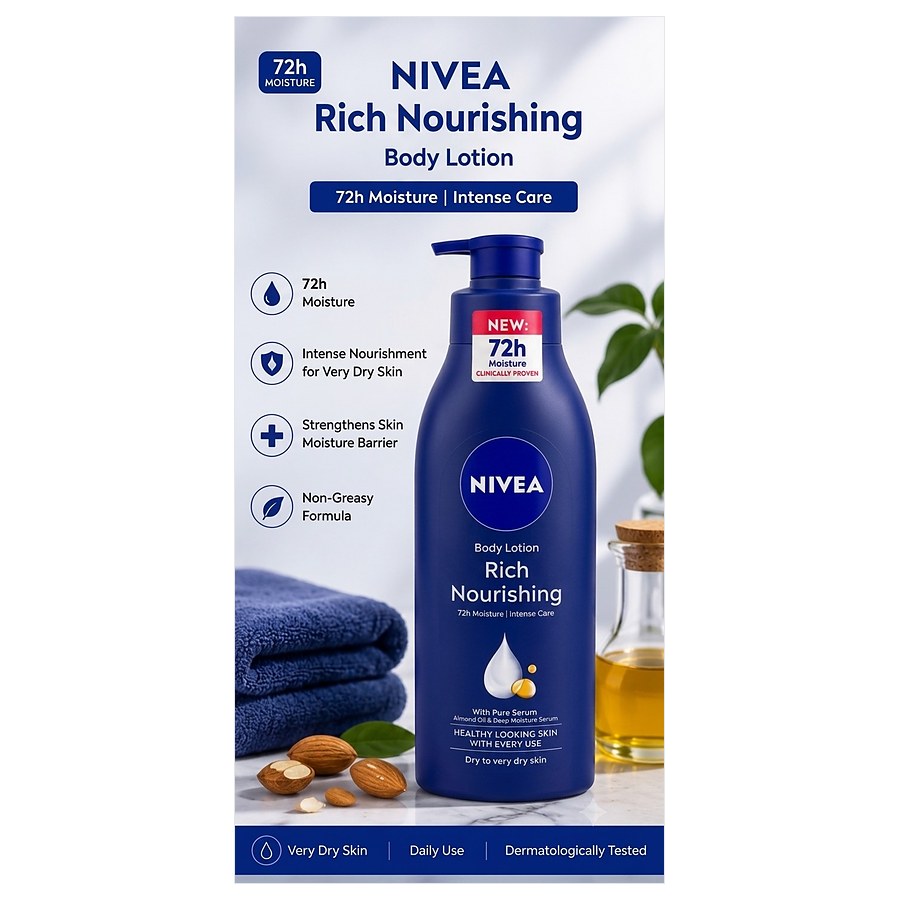 72h
MOISTURE
NIVEA
Rich Nourishing
Body Lotion
72h Moisture | Intense Care
72h
Moisture
Intense Nourishment
for Very Dry Skin
Strengthens Skin
Moisture Barrier
Non-Greasy
Formula
NEW:
72h
Moisture
CLINICALLY PROVEN
NIVEA
Body Lotion
Rich
Nourishing
72h Moisture | Intense Care
With Pure Serum
Almond Oil & Deep Moisture Serum
HEALTHY LOOKING SKIN
WITH EVERY USE
Dry to very dry skin
Very Dry Skin | Daily Use | Dermatologically Tested